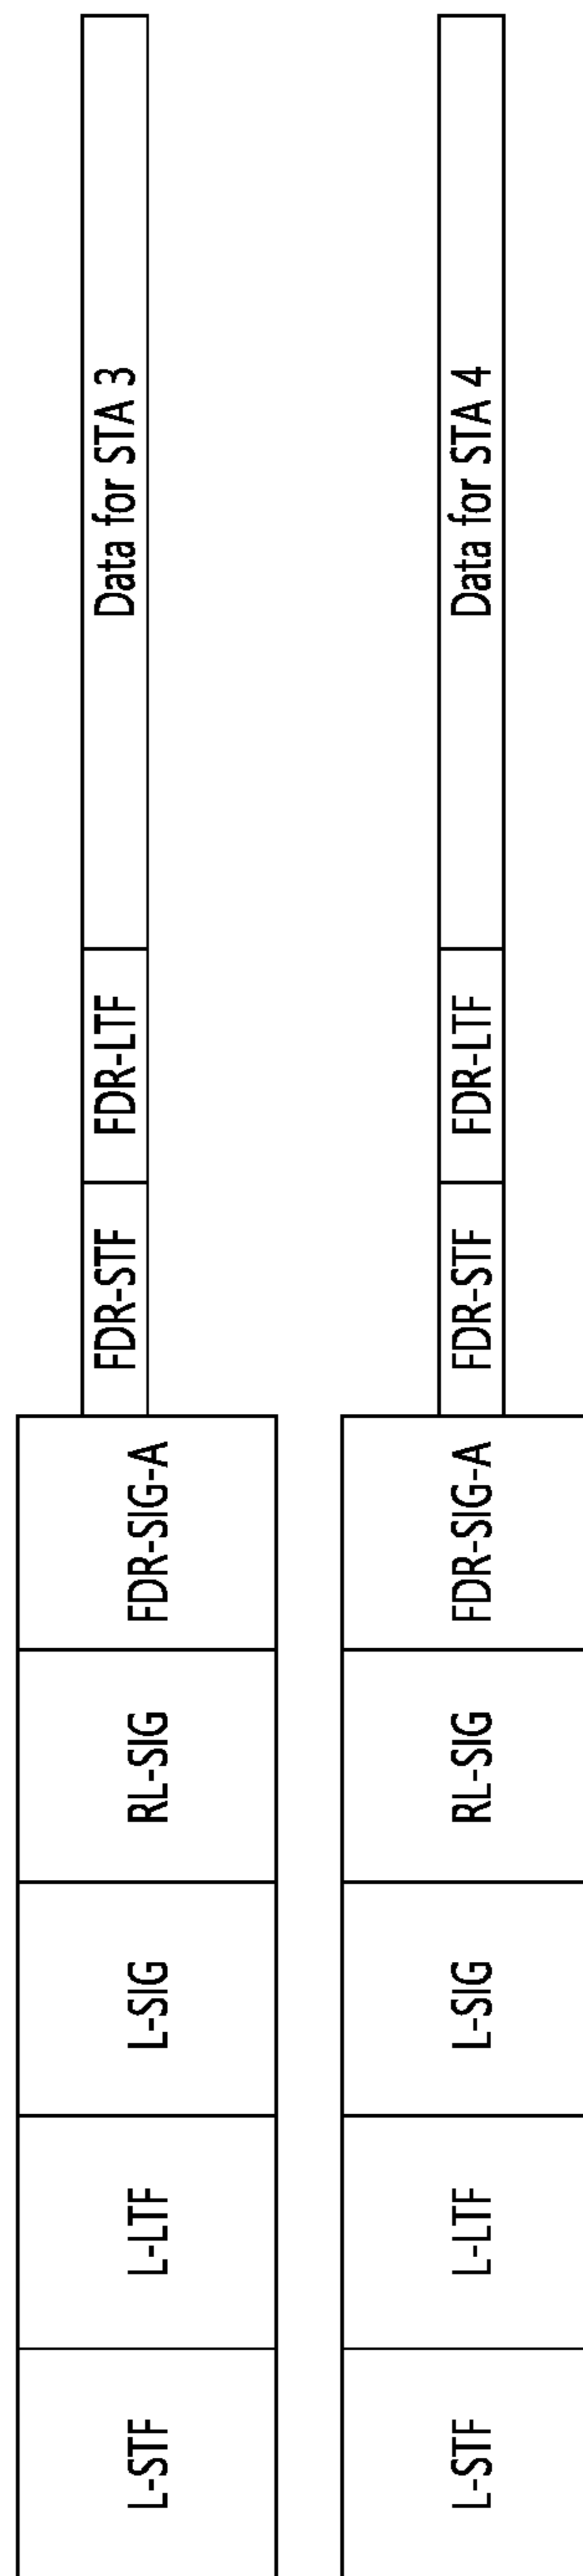 L-STF
L-LTF
L-SIG
RL-SIG
FDR-SIG-A
FDR-STF
FDR-LTF
Data for STA 3
L-STF
L-LTF
L-SIG
RL-SIG
FDR-SIG-A
FDR-STF
FDR-LTF
Data for STA 4